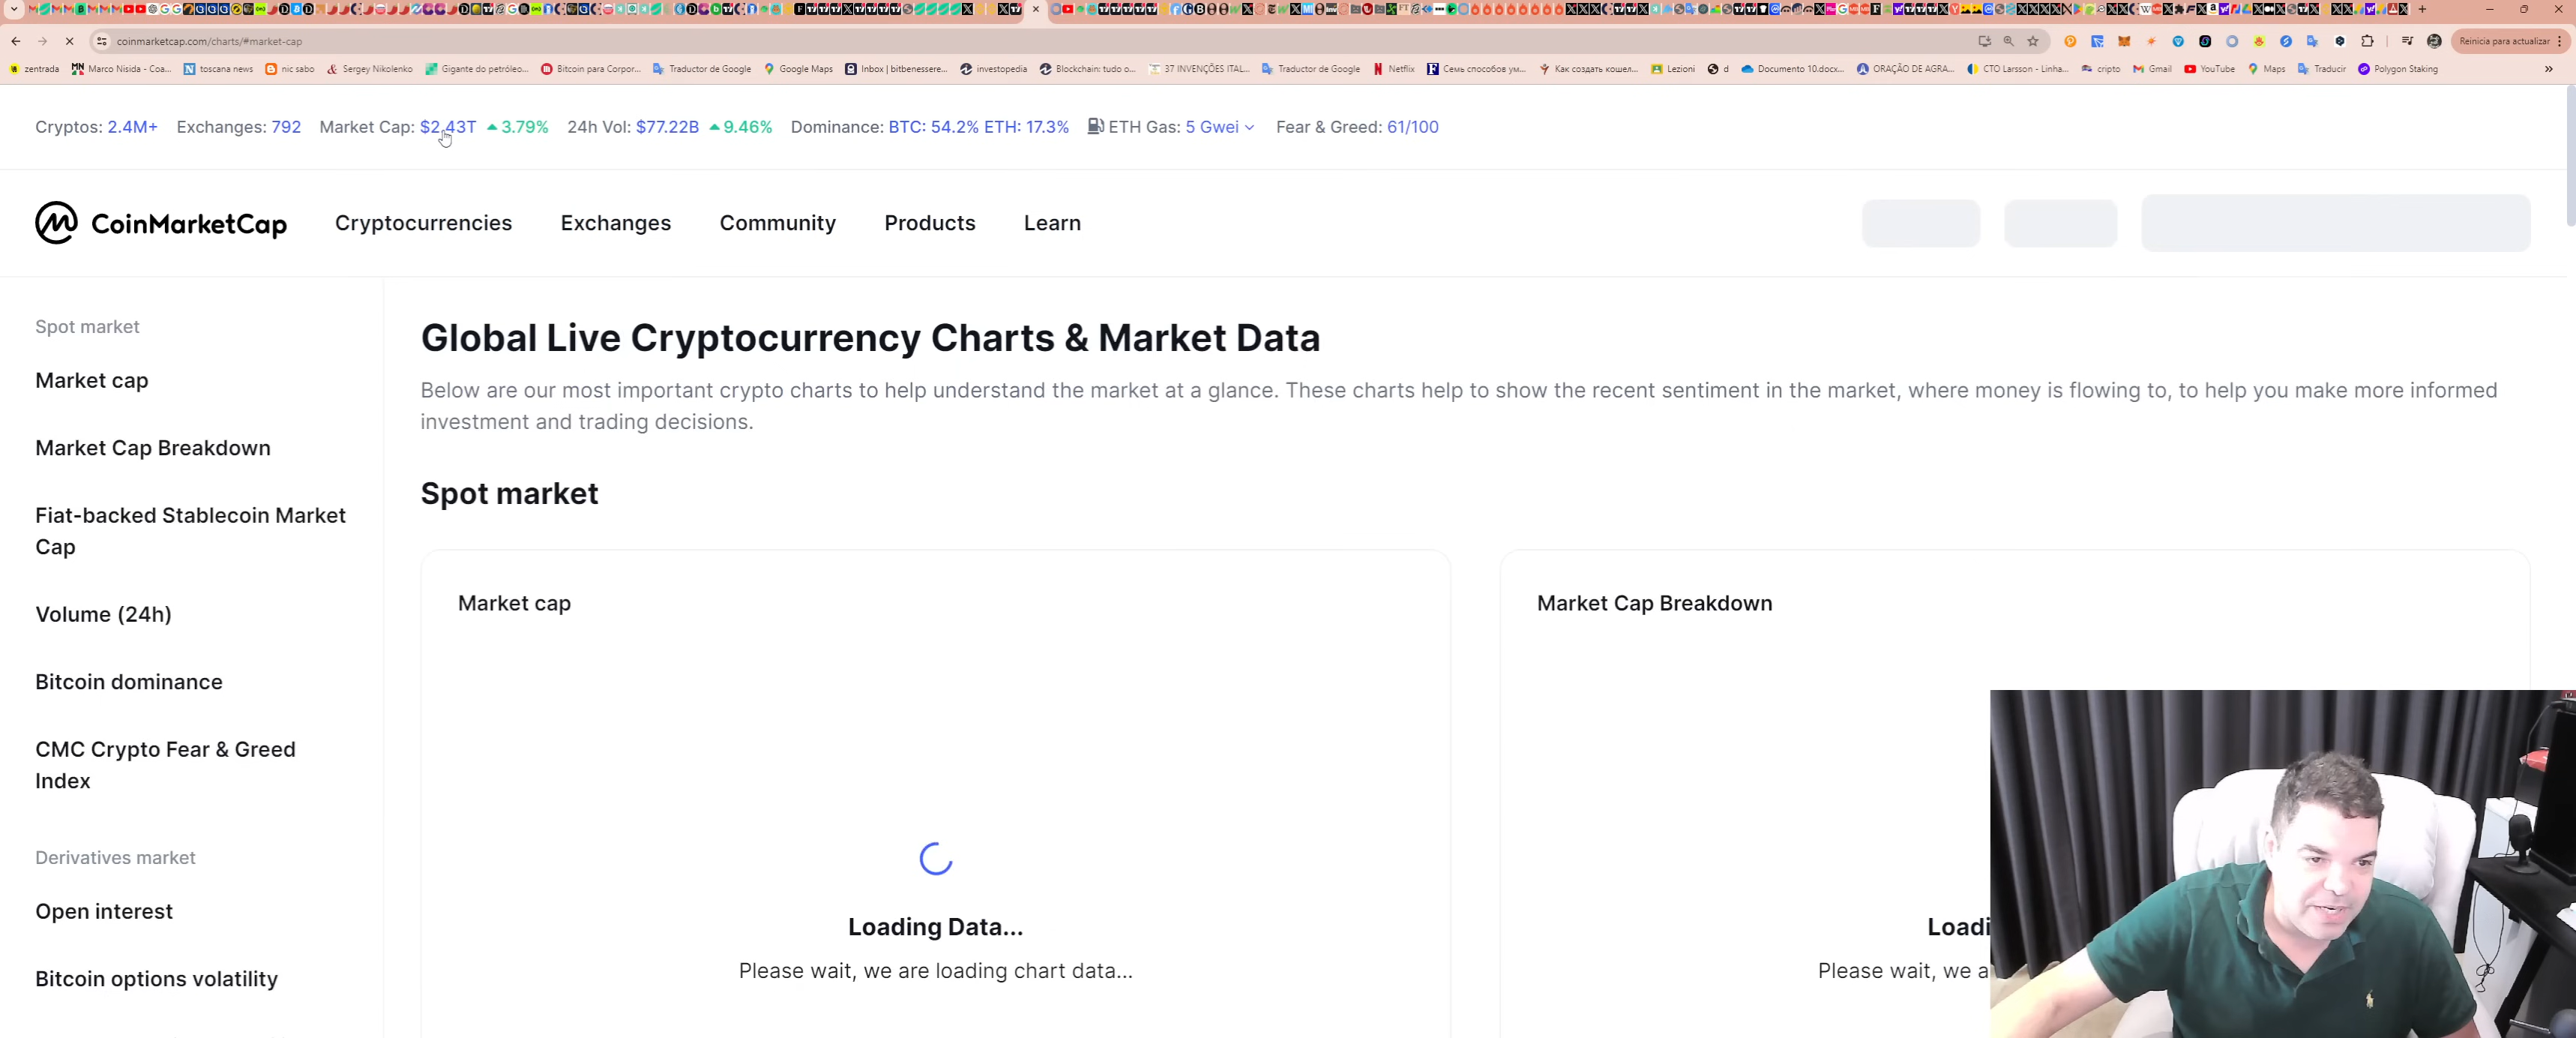 coinmarketcap.com/charts/#market-cap
Reinicia para actualizar
zentrada
Marco Nisida - Coa...
toscana news
nic sabo
Sergey Nikolenko
Gigante do petróleo...
Bitcoin para Corpor...
Traductor de Google
Google Maps
Inbox | bitbenessere...
investopedia
Blockchain: tudo o...
37 INVENÇÕES ITAL...
Traductor de Google
Netflix
Семь способов ум...
Как создать кошел...
Lezioni
d
Documento 10.docx...
ORAÇÃO DE AGRA...
CTO Larsson - Linha...
cripto
Gmail
YouTube
Maps
Traducir
Polygon Staking
Cryptos: 2.4M+ Exchanges: 792 Market Cap: $2.43T 3.79% 24h Vol: $77.22B 9.46% Dominance: BTC: 54.2% ETH: 17.3% ETH Gas: 5 Gwei Fear & Greed: 61/100
CoinMarketCap Cryptocurrencies Exchanges Community Products Learn
Spot market
Market cap
Market Cap Breakdown
Fiat-backed Stablecoin Market
Cap
Volume (24h)
Bitcoin dominance
CMC Crypto Fear & Greed
Index
Derivatives market
Open interest
Bitcoin options volatility
Global Live Cryptocurrency Charts & Market Data
Below are our most important crypto charts to help understand the market at a glance. These charts help to show the recent sentiment in the market, where money is flowing to, to help you make more informed
investment and trading decisions.
Spot market
Market cap
Loading Data...
Please wait, we are loading chart data...
Market Cap Breakdown
Loadi
Please wait, we a